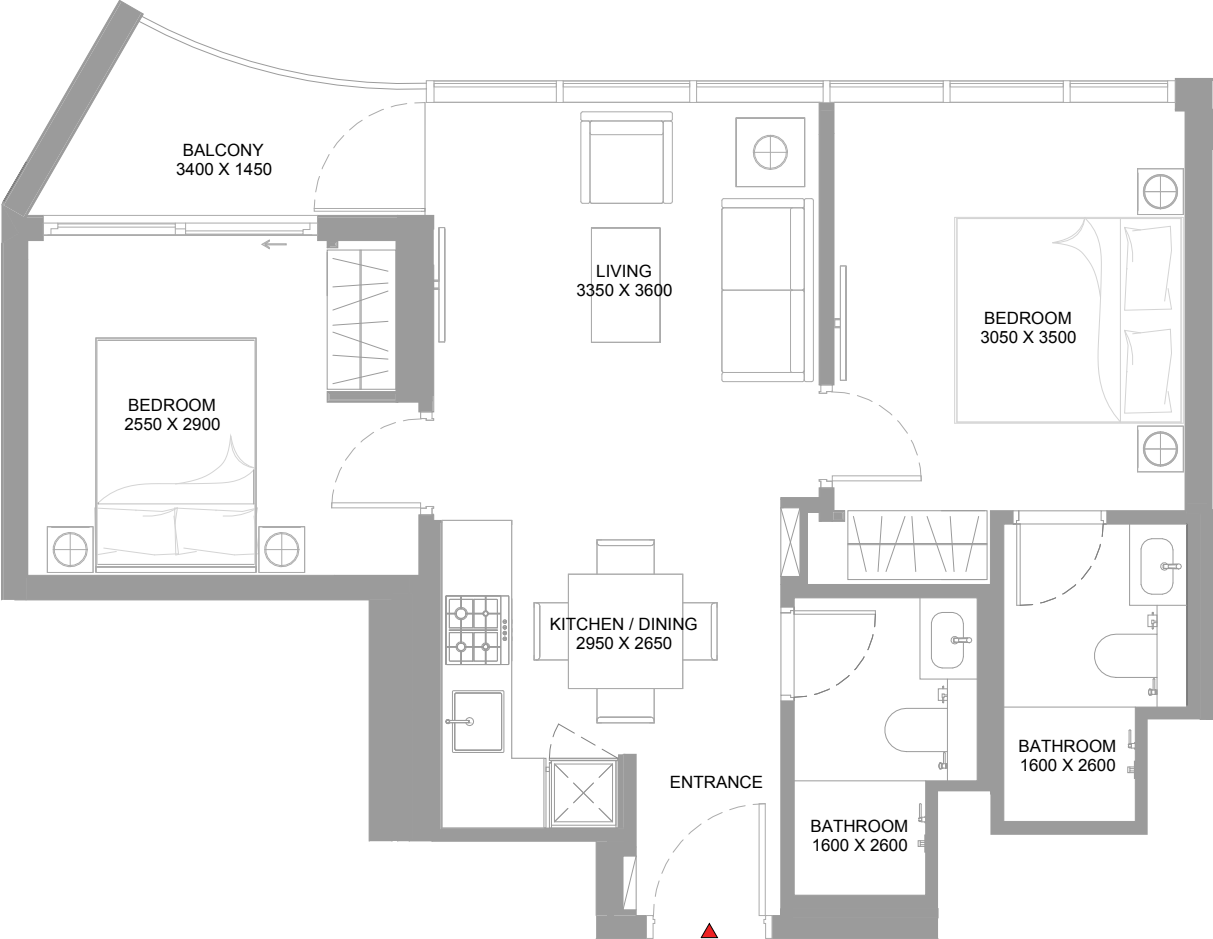 BALCONY
3400 X 1450
LIVING
3350 X 3600
BEDROOM
3050 X 3500
BEDROOM
2550 X 2900
KITCHEN / DINING
2950 X 2650
BATHROOM
1600 X 2600
ENTRANCE
BATHROOM
1600 X 2600